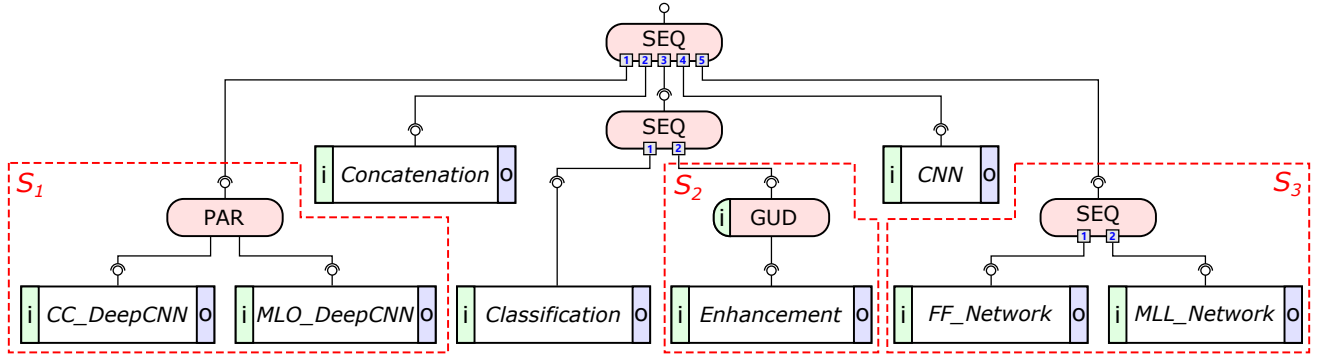 SEQ
1 2 3 4 5
SEQ
1 2
i Concatenation o
i CNN o
S1
S2
S3
PAR
i GUD
SEQ
1 2
i CC_DeepCNN o
i MLO_DeepCNN o
i Classification o
i Enhancement o
i FF_Network o
i MLL_Network o